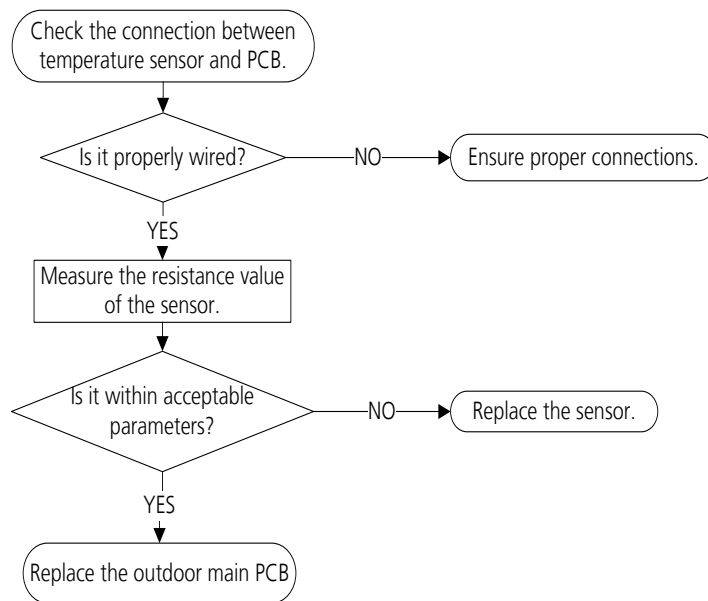 Check the connection between
temperature sensor and PCB.
Is it properly wired?
NO
Ensure proper connections.
YES
Measure the resistance value
of the sensor.
Is it within acceptable
parameters?
NO
Replace the sensor.
YES
Replace the outdoor main PCB